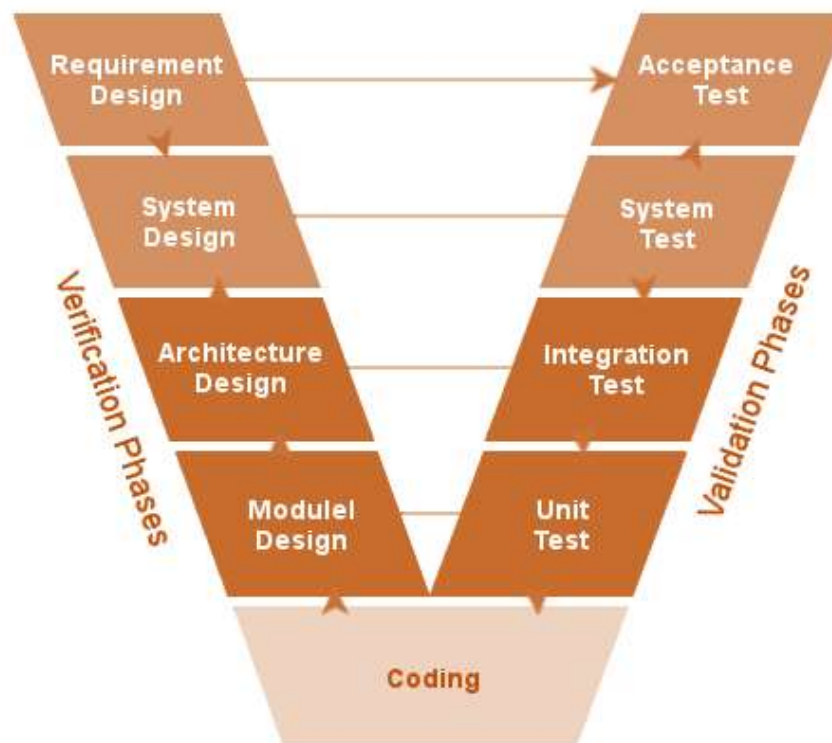 Requirement
Design
Acceptance
Test
System
Design
System
Test
Verification Phases
Validation Phases
Architecture
Design
Integration
Test
Modulel
Design
Unit
Test
Coding